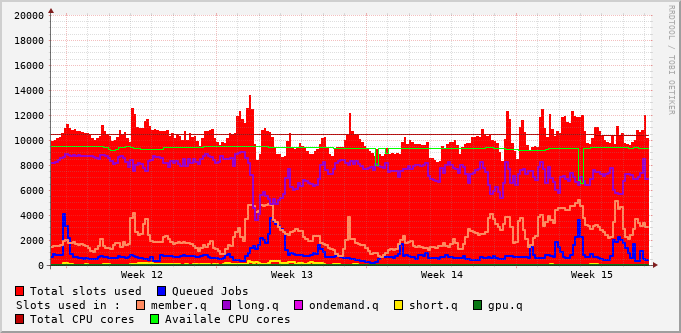 20000
18000
16000
14000
12000
10000
8000
6000
4000
2000
0
Week 12 Week 13 Week 14 Week 15
Total slots used Queued Jobs
Slots used in : member.q long.q ondemand.q short.q gpu.q
Total CPU cores Availale CPU cores
RRDTOOL / TOBI OETIKER